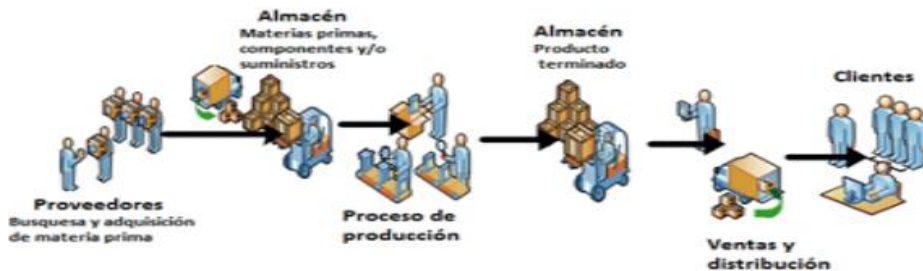 Proveedores
Busquesa y adquisición
de materia prima
Almacén
Materias primas,
componentes y/o
suministros
Proceso de
producción
Almacén
Producto
terminado
Ventas y
distribución
Clientes